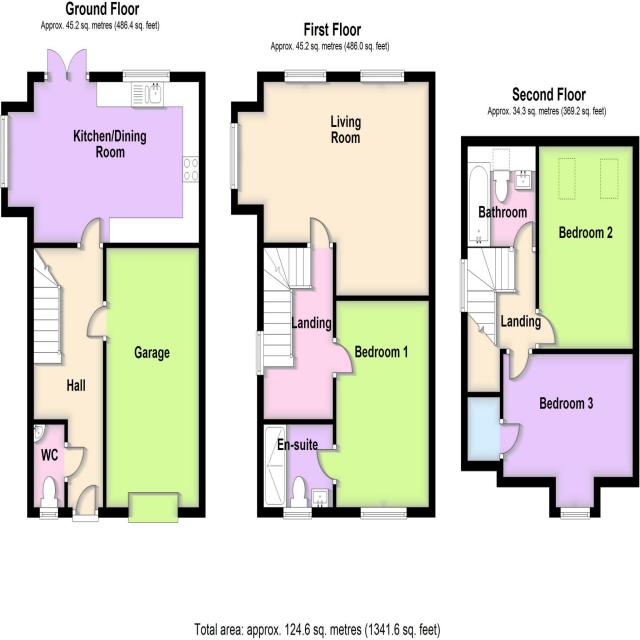 Ground Floor
Approx. 45.2 sq. metres (486.4 sq. feet)
Kitchen/Dining
Room
Garage
Hall
WC
First Floor
Approx. 45.2 sq. metres (486.0 sq. feet)
Living
Room
Landing
Bedroom 1
En-suite
Second Floor
Approx. 34.3 sq. metres (369.2 sq. feet)
Bathroom
Bedroom 2
Landing
Bedroom 3
Total area: approx. 124.6 sq. metres (1341.6 sq. feet)